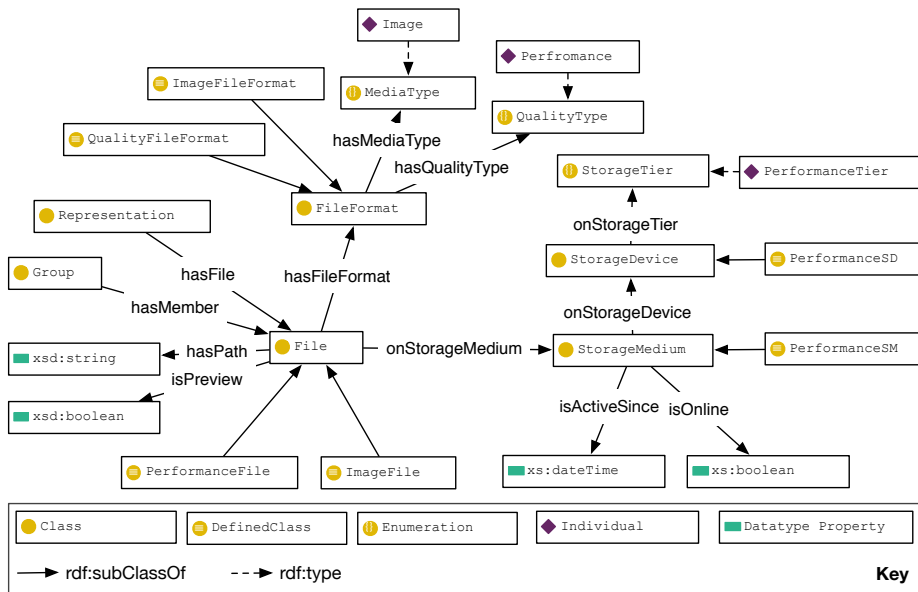 Image
Perfromance
ImageFileFormat
MediaType
QualityType
QualityFileFormat
hasMediaType
hasQualityType
StorageTier
PerformanceTier
Representation
FileFormat
onStorageTier
Group
hasFile
hasFileFormat
StorageDevice
PerformanceSD
hasMember
onStorageDevice
xsd:string
hasPath
File
onStorageMedium
StorageMedium
PerformanceSM
isPreview
xsd:boolean
isActiveSince
isOnline
PerformanceFile
ImageFile
xs:dateTime
xs:boolean
Class
DefinedClass
Enumeration
Individual
Datatype Property
rdf:subClassOf
rdf:type
Key